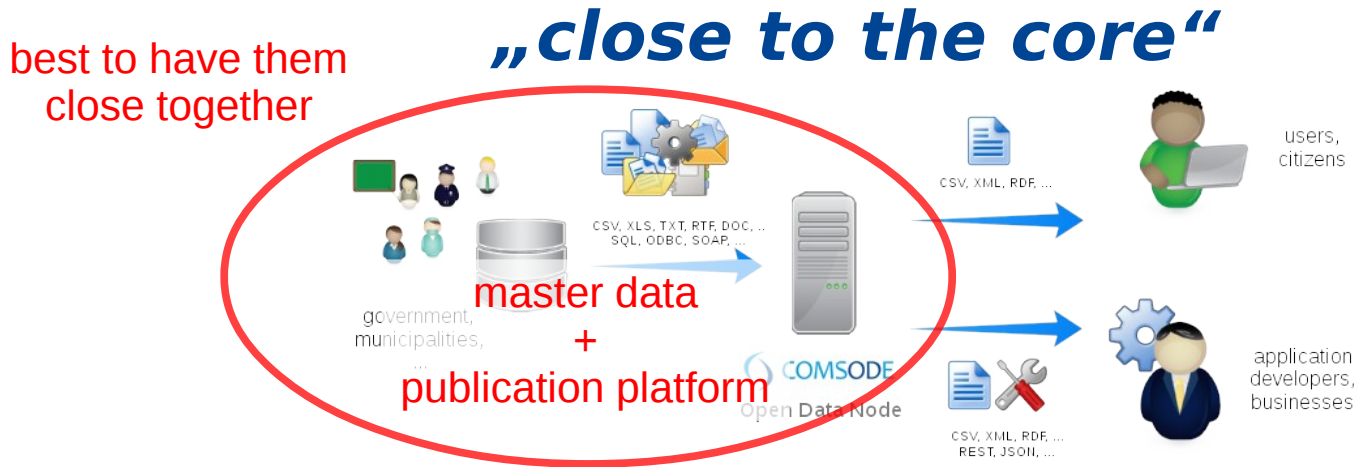 „close to the core“
best to have them
close together
CSV, XLS, TXT, RTF, DOC, ..
SQL, ODBC, SOAP, ...
CSV, XML, RDF, ...
users,
citizens
master data
+
publication platform
government,
municipalities,
...
COMSODE
Open Data Node
application
developers,
businesses
CSV, XML, RDF, ...
REST, JSON, ...